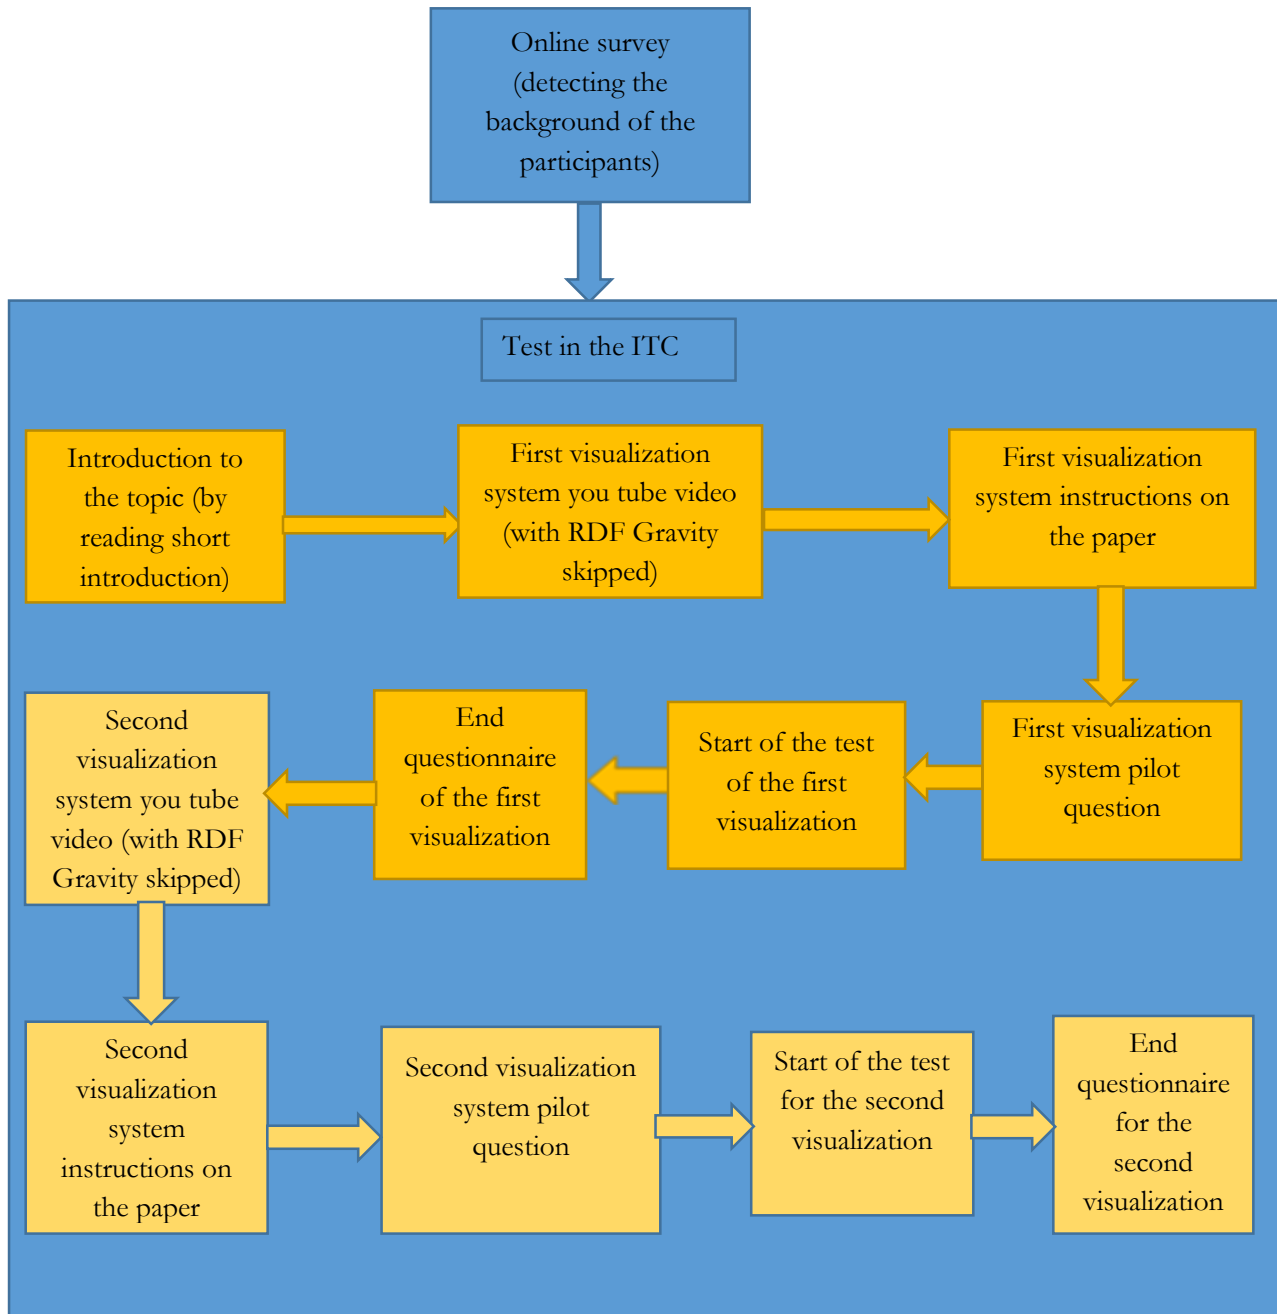 Online survey
(detecting the
background of the
participants)
Test in the ITC
Introduction to
the topic (by
reading short
introduction)
First visualization
system you tube video
(with RDF Gravity
skipped)
First visualization
system instructions on
the paper
First visualization
system pilot
question
Start of the test
of the first
visualization
End
questionnaire
of the first
visualization
Second
visualization
system you tube
video (with RDF
Gravity skipped)
Second
visualization
system
instructions on
the paper
Second visualization
system pilot
question
Start of the test
for the second
visualization
End
questionnaire
for the
second
visualization